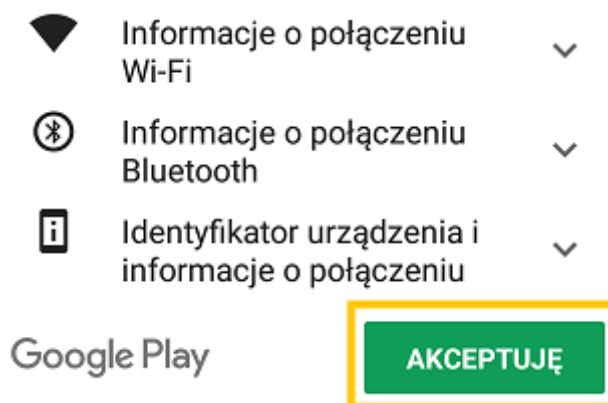 Informacje o połączeniu
Wi-Fi
Informacje o połączeniu
Bluetooth
Identyfikator urządzenia i
informacje o połączeniu
Google Play
AKCEPTUJĘ